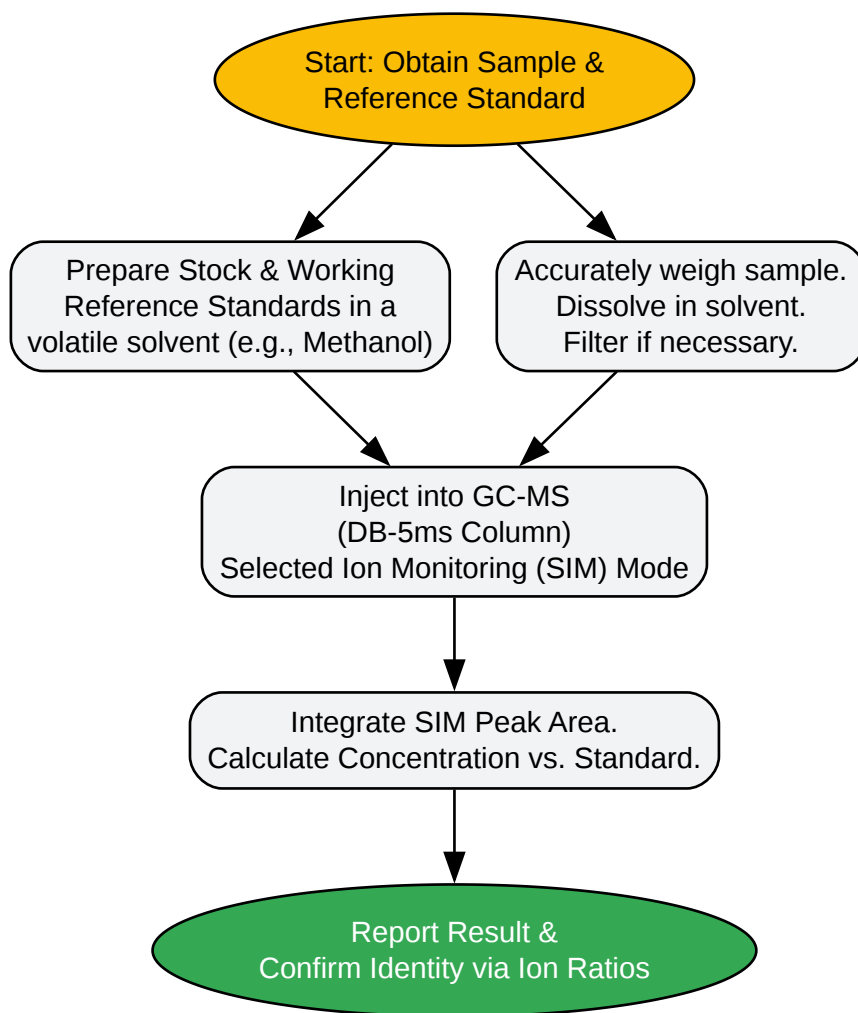 Start: Obtain Sample &
Reference Standard
Prepare Stock & Working
Reference Standards in a
volatile solvent (e.g., Methanol)
Accurately weigh sample.
Dissolve in solvent.
Filter if necessary.
Inject into GC-MS
(DB-5ms Column)
Selected Ion Monitoring (SIM) Mode
Integrate SIM Peak Area.
Calculate Concentration vs. Standard.
Report Result &
Confirm Identity via Ion Ratios